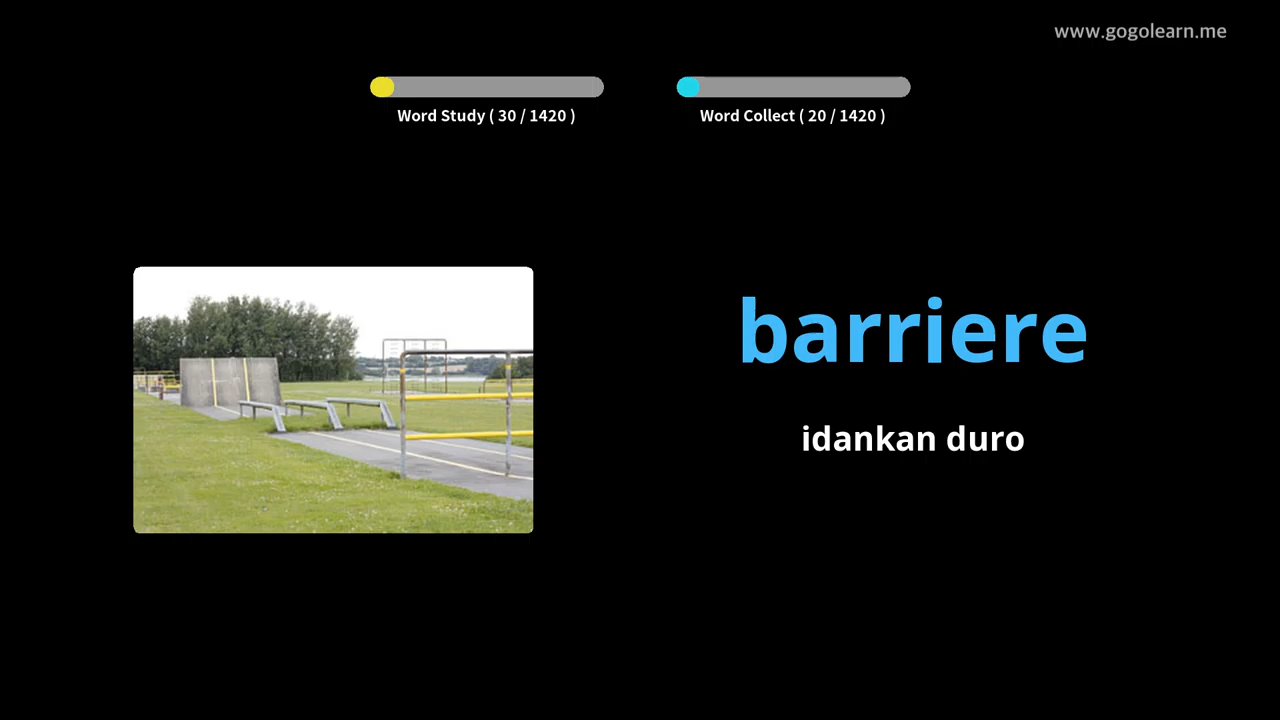 www.gogolearn.me
Word Study ( 30 / 1420 )
Word Collect ( 20 / 1420 )
barriere
idankan duro